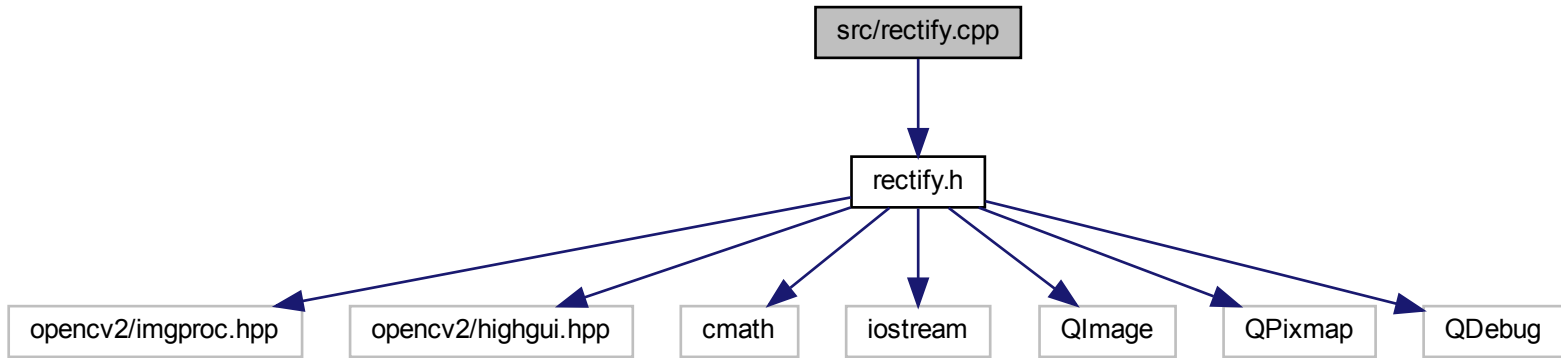 src/rectify.cpp
rectify.h
opencv2/imgproc.hpp
opencv2/highgui.hpp
cmath
iostream
QImage
QPixmap
QDebug